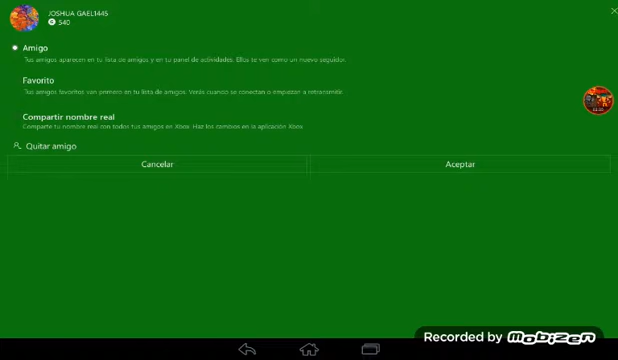 JOSHUA GAEL1445
G 540
Amigo
Tus amigos aparecen en tu lista de amigos y en tu panel de actividades. Ellos te ven como un nuevo seguidor.
Favorito
Tus amigos favoritos van primero en tu lista de amigos. Verás cuando se conectan o empiezan a retransmitir.
Compartir nombre real
Comparte tu nombre real con todos tus amigos en Xbox. Haz los cambios en la aplicación Xbox
Quitar amigo
Cancelar
Aceptar
Recorded by Mobizen